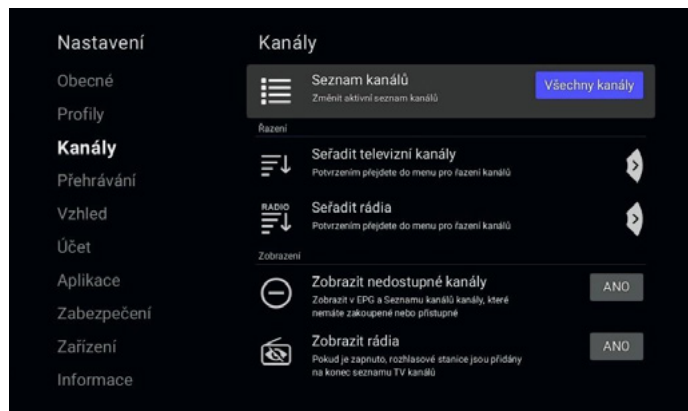 Nastavení
Obecné
Profily
Kanály
Přehrávání
Vzhled
Účet
Aplikace
Zabezpečení
Zařízení
Informace
Kanály
Seznam kanálů
Změnit aktivní seznam kanálů
Všechny kanály
Řazení
Seřadit televizní kanály
Potvrzením přejdete do menu pro řazení kanálů
RADIO
Seřadit rádia
Potvrzením přejdete do menu pro řazení kanálů
Zobrazení
Zobrazit nedostupné kanály
Zobrazit v EPG a Seznamu kanálů kanály, které
nemáte zakoupené nebo přístupné
ANO
Zobrazit rádia
Pokud je zapnuto, rozhlasové stanice jsou přidány
na konec seznamu TV kanálů
ANO